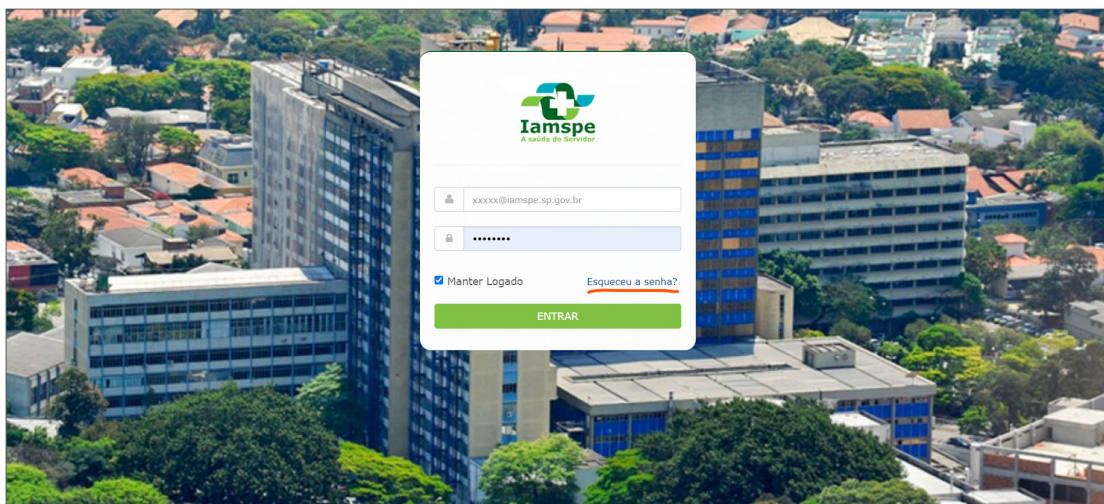 Iamspe
A saúde do Servidor
xxxxx@iamspe.sp.gov.br
••••••••
Manter Logado
Esqueceu a senha?
ENTRAR